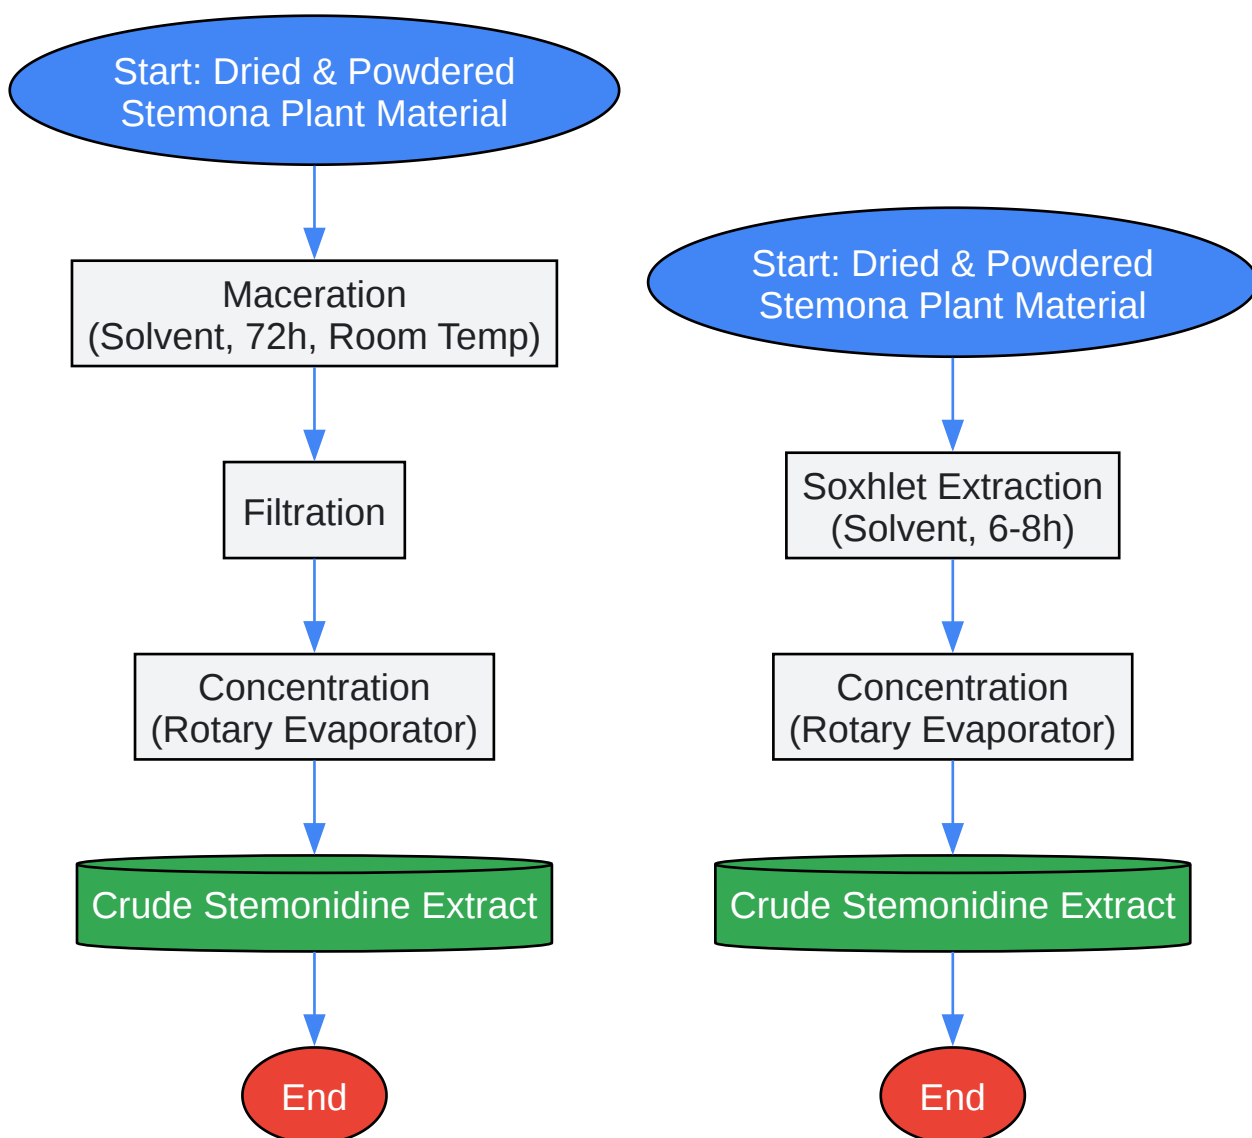 Start: Dried & Powdered
Stemona Plant Material
Maceration
(Solvent, 72h, Room Temp)
Filtration
Concentration
(Rotary Evaporator)
Crude Stemonidine Extract
End
Start: Dried & Powdered
Stemona Plant Material
Soxhlet Extraction
(Solvent, 6-8h)
Concentration
(Rotary Evaporator)
Crude Stemonidine Extract
End